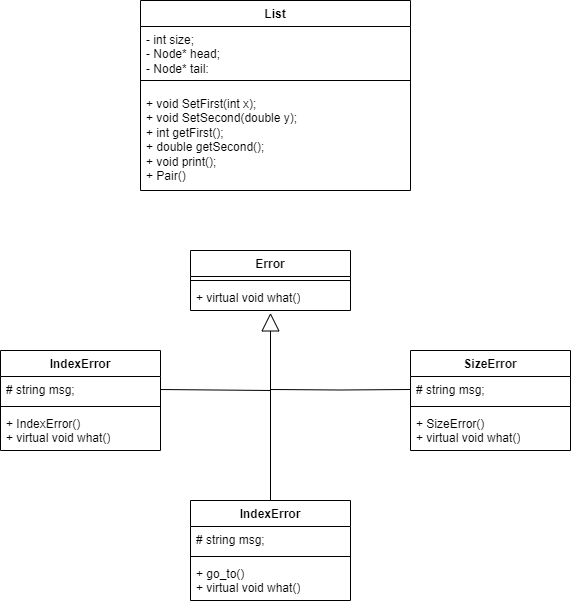 List
- int size;
- Node* head;
- Node* tail:
+ void SetFirst(int x);
+ void SetSecond(double y);
+ int getFirst();
+ double getSecond();
+ void print();
+ Pair()
Error
+ virtual void what()
IndexError
# string msg;
+ IndexError()
+ virtual void what()
SizeError
# string msg;
+ SizeError()
+ virtual void what()
IndexError
# string msg;
+ go_to()
+ virtual void what()